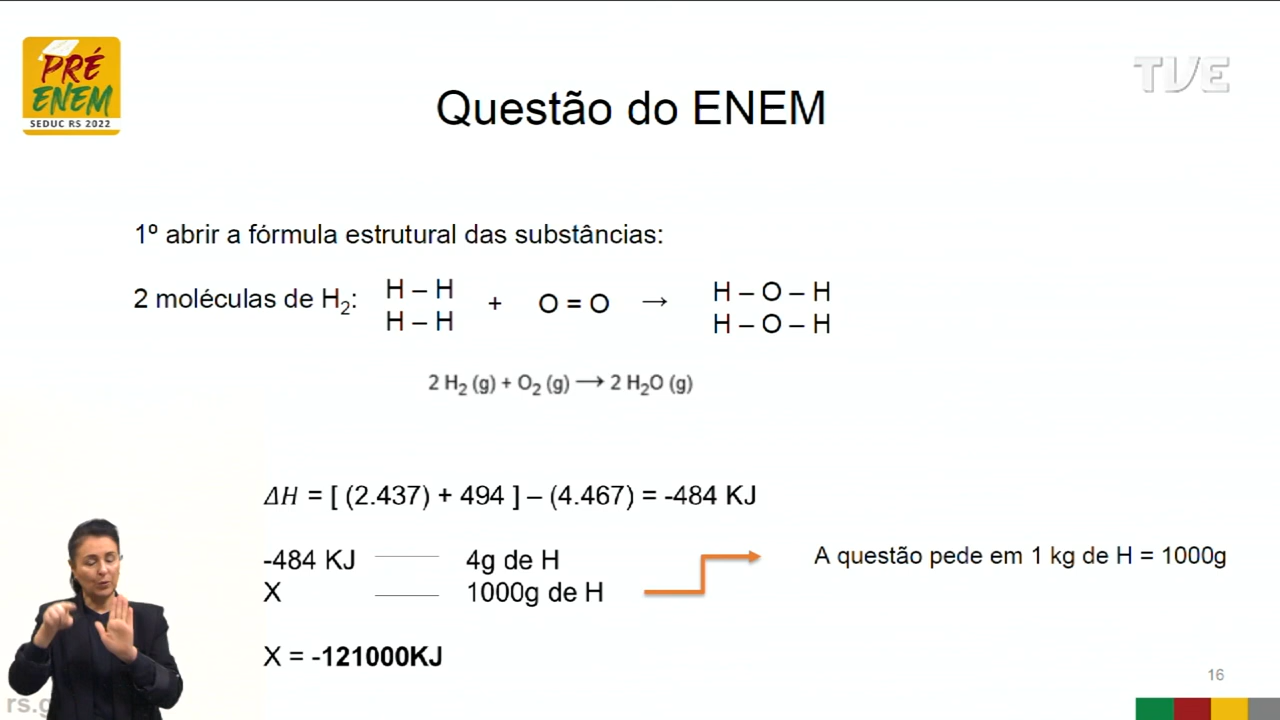 PRÉ
ENEM
SEDUC RS 2022
TVE
Questão do ENEM
1º abrir a fórmula estrutural das substâncias:
2 moléculas de H₂: H – H + O = O → H – O – H
H – H H – O – H
2 H₂ (g) + O₂ (g) → 2 H₂O (g)
ΔH = [ (2.437) + 494 ] – (4.467) = -484 KJ
-484 KJ 4g de H A questão pede em 1 kg de H = 1000g
X 1000g de H
X = -121000KJ
16
rs.g